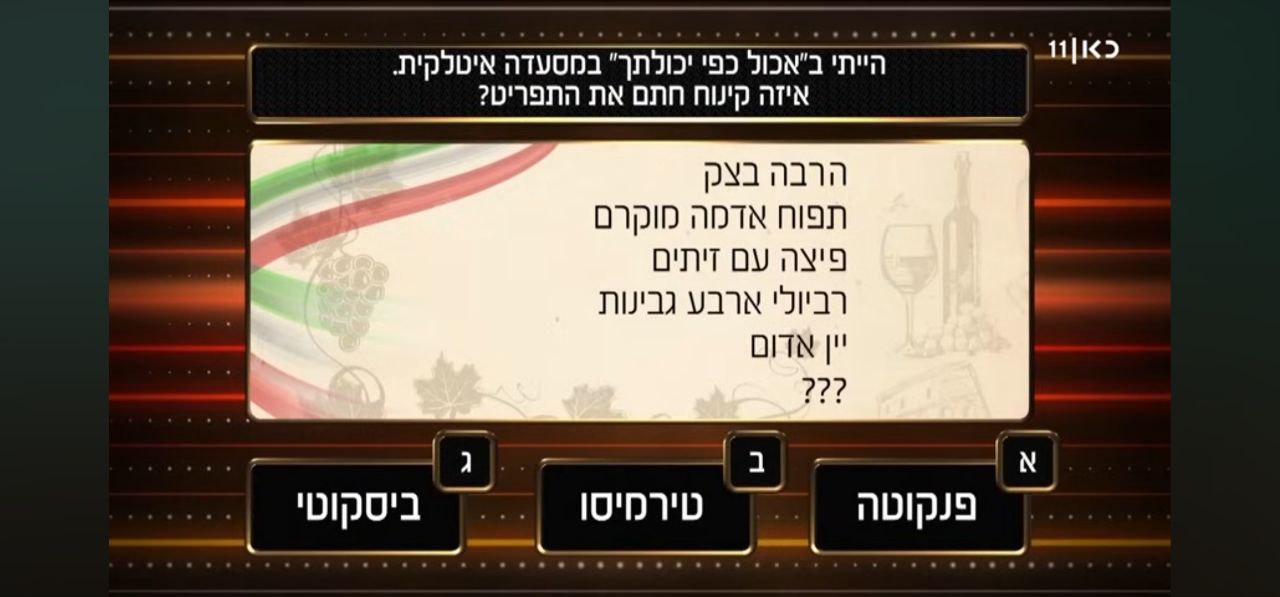 כאן 11
הייתי ב"אכול כפי יכולתך" במסעדה איטלקית.
איזה קינוח חתם את התפריט?
הרבה בצק
תפוח אדמה מוקרם
פיצה עם זיתים
רביולי ארבע גבינות
יין אדום
???
א
פנקוטה
ב
טירמיסו
ג
ביסקוטי